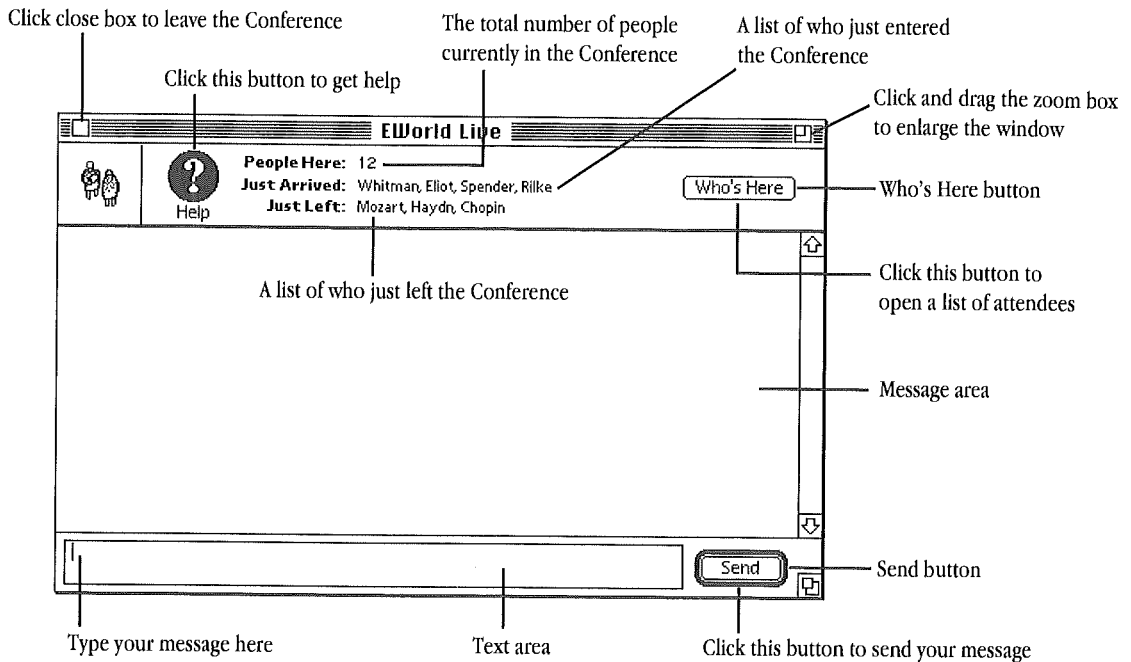 Click close box to leave the Conference
The total number of people
currently in the Conference
A list of who just entered
the Conference
Click this button to get help
Click and drag the zoom box
to enlarge the window
EWorld Live
People Here: 12
Just Arrived: Whitman, Eliot, Spender, Rilke
Just Left: Mozart, Haydn, Chopin
?
Help
Who's Here
Who's Here button
A list of who just left the Conference
Click this button to
open a list of attendees
Message area
Send
Send button
Type your message here
Text area
Click this button to send your message